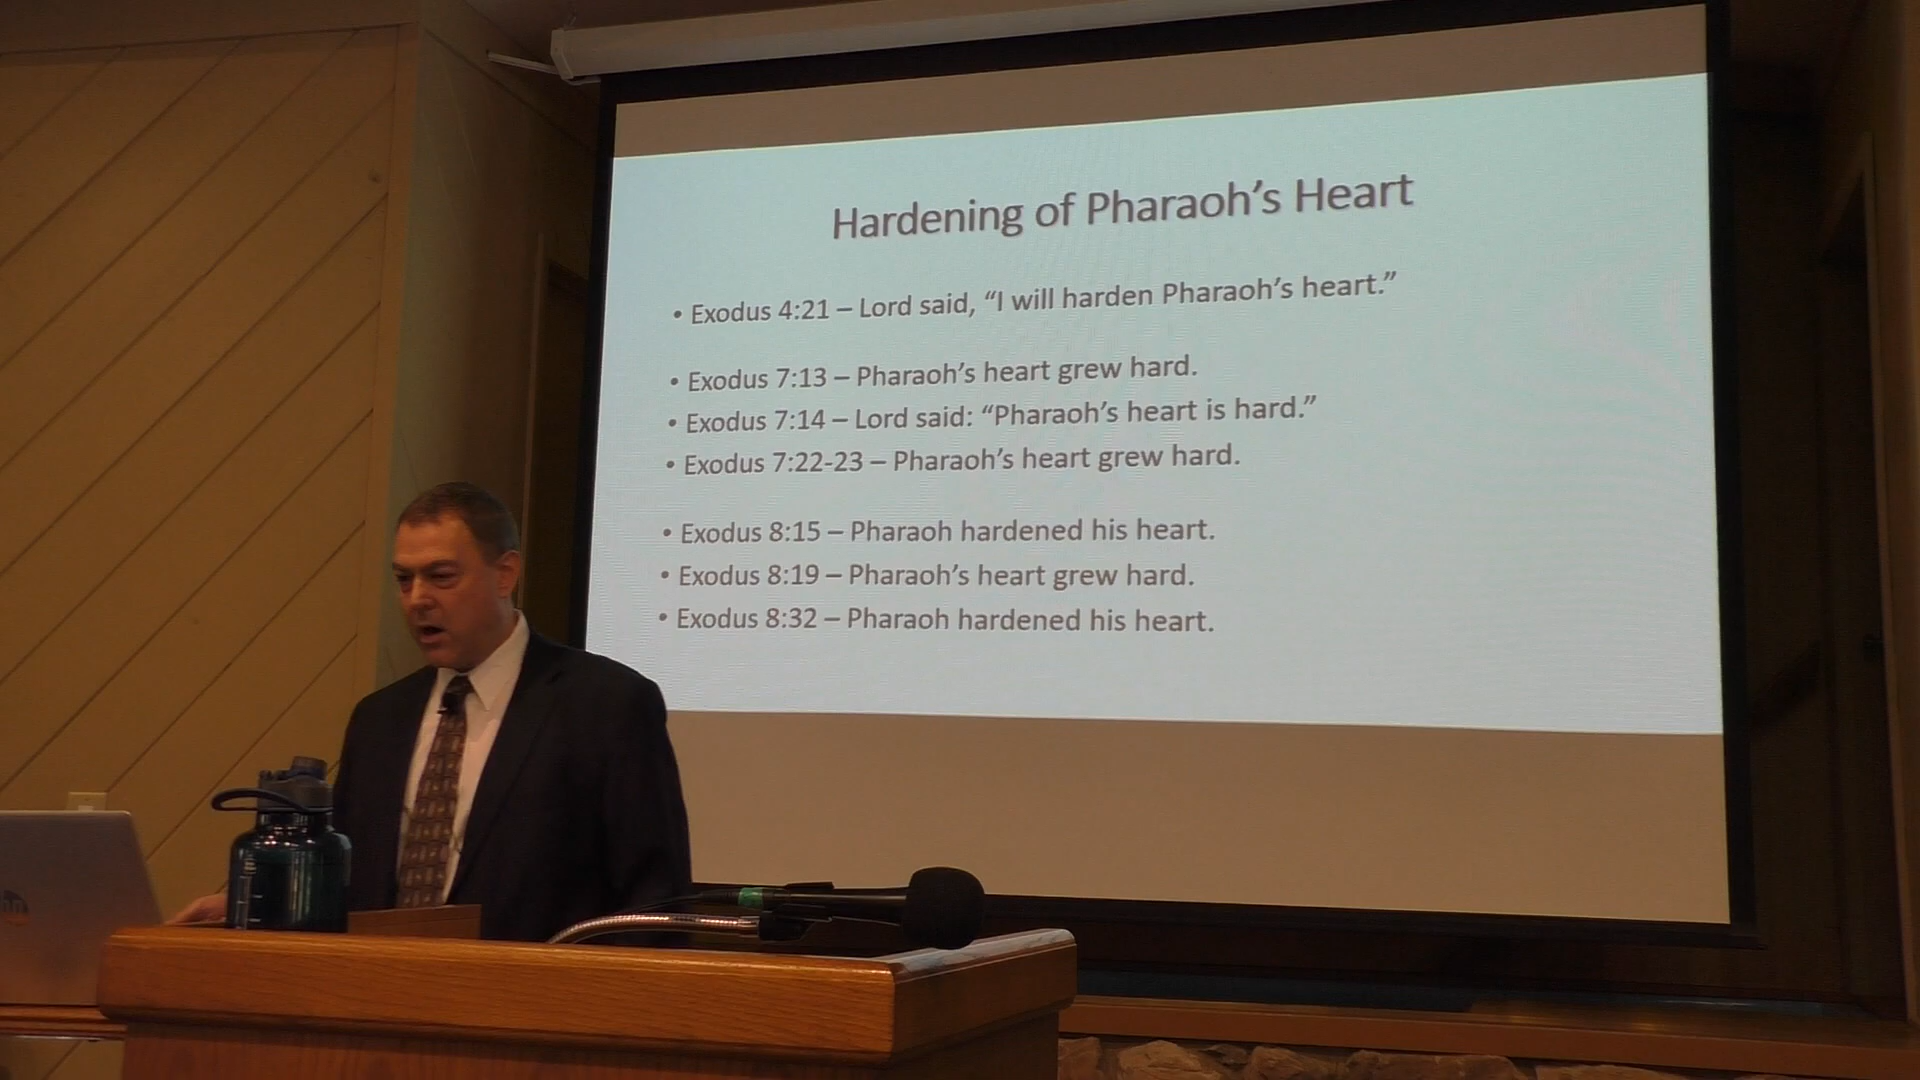 Hardening of Pharaoh's Heart
• Exodus 4:21 – Lord said, “I will harden Pharaoh's heart.”
• Exodus 7:13 – Pharaoh's heart grew hard.
• Exodus 7:14 – Lord said: “Pharaoh's heart is hard.”
• Exodus 7:22-23 – Pharaoh's heart grew hard.
• Exodus 8:15 – Pharaoh hardened his heart.
• Exodus 8:19 – Pharaoh's heart grew hard.
• Exodus 8:32 – Pharaoh hardened his heart.